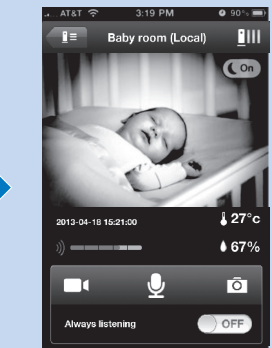 AT&T 3:19 PM 90%
Baby room (Local)
On
2013-04-18 15:21:00 27°c
67%
Always listening OFF